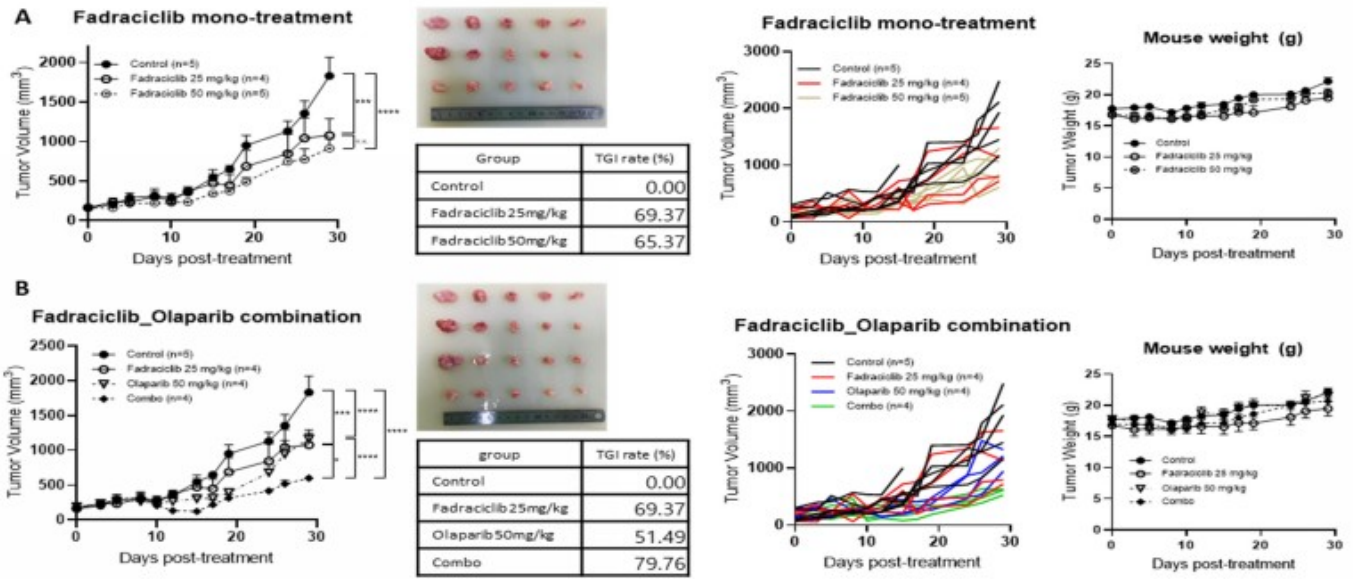 A
Fadraciclib mono-treatment
Tumor Volume (mm3)
2000
1500
1000
500
0
Control (n=5)
Fadraciclib 25 mg/kg (n=4)
Fadraciclib 50 mg/kg (n=5)
***
****
0 10 20 30
Days post-treatment
Group TGI rate (%)
Control 0.00
Fadraciclib25mg/kg 69.37
Fadraciclib50mg/kg 65.37
Fadraciclib mono-treatment
Tumor Volume (mm3)
3000
2000
1000
0
Control (n=5)
Fadraciclib 25 mg/kg (n=4)
Fadraciclib 50 mg/kg (n=5)
0 10 20 30
Days post-treatment
Mouse weight (g)
Tumor Weight (g)
25
20
15
10
5
0
Control
Fadraciclib 25 mg/kg
Fadraciclib 50 mg/kg
0 10 20 30
Days post-treatment
B
Fadraciclib_Olaparib combination
Tumor Volume (mm3)
2500
2000
1500
1000
500
0
Control (n=5)
Fadraciclib 25 mg/kg (n=4)
Olaparib 50 mg/kg (n=4)
Combo (n=4)
***
****
****
*
****
0 10 20 30
Days post-treatment
group TGI rate (%)
Control 0.00
Fadraciclib25mg/kg 69.37
Olaparib50mg/kg 51.49
Combo 79.76
Fadraciclib_Olaparib combination
Tumor Volume (mm3)
3000
2000
1000
0
Control (n=5)
Fadraciclib 25 mg/kg (n=4)
Olaparib 50 mg/kg (n=4)
Combo (n=4)
0 10 20 30
Days post-treatment
Mouse weight (g)
Tumor Weight (g)
25
20
15
10
5
0
Control
Fadraciclib 25 mg/kg
Olaparib 50 mg/kg
Combo
0 10 20 30
Days post-treatment